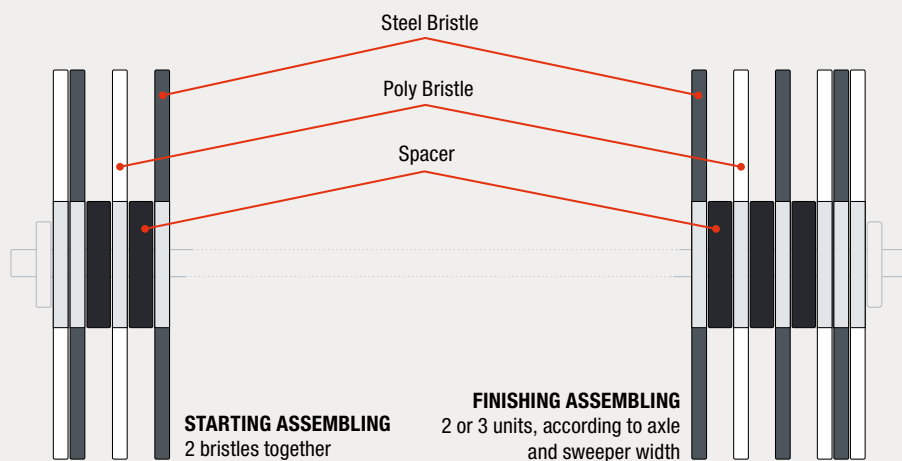 Steel Bristle
Poly Bristle
Spacer
STARTING ASSEMBLING
2 bristles together
FINISHING ASSEMBLING
2 or 3 units, according to axle
and sweeper width